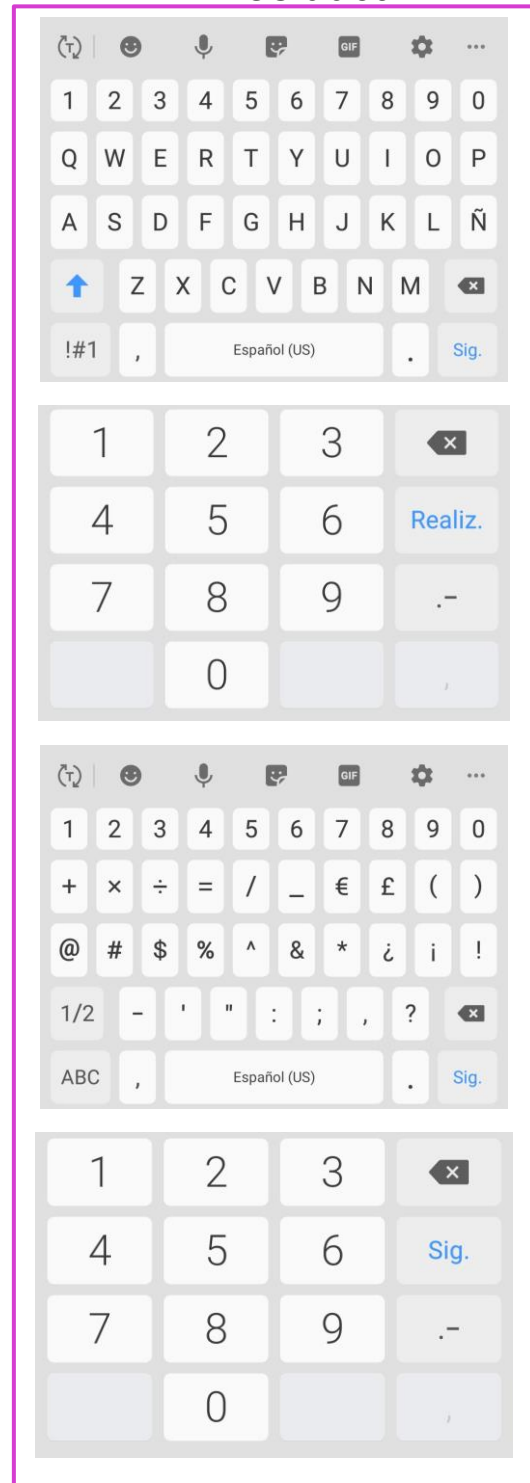 GIF
1 2 3 4 5 6 7 8 9 0
Q W E R T Y U I O P
A S D F G H J K L Ñ
Z X C V B N M
!#1 , Español (US) . Sig.
1 2 3
4 5 6 Realiz.
7 8 9 .-
0 ,
GIF
1 2 3 4 5 6 7 8 9 0
+ × ÷ = / _ € £ ( )
@ # $ % ^ & * ¿ ¡ !
1/2 - ' " : ; , ?
ABC , Español (US) . Sig.
1 2 3
4 5 6 Sig.
7 8 9 .-
0 ,